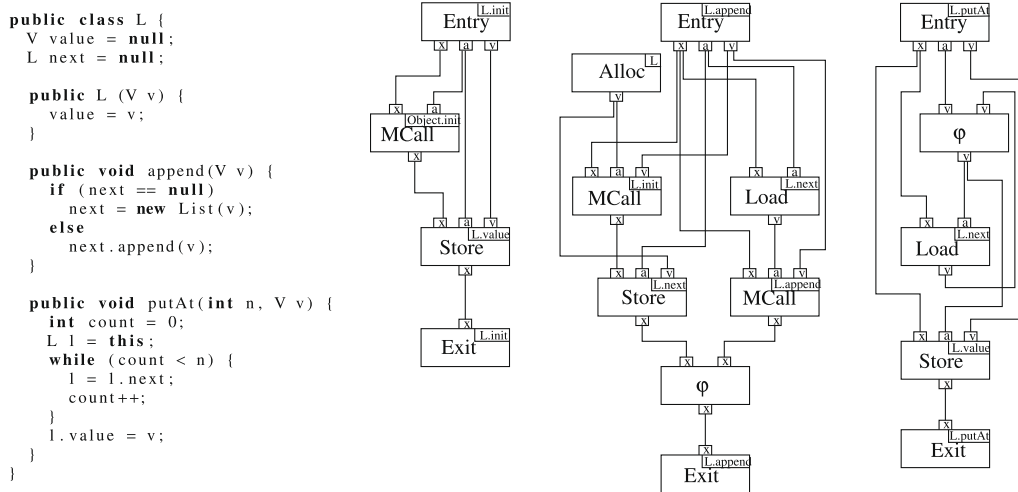 public class L {
V value = null;
L next = null;
public L (V v) {
value = v;
}
public void append(V v) {
if (next == null)
next = new List(v);
else
next.append(v);
}
public void putAt(int n, V v) {
int count = 0;
L l = this;
while (count < n) {
l = l.next;
count++;
}
l.value = v;
}
}
L.init
Entry
x a v
x a
Object.init
MCall
x
x a v
L.value
Store
x
x
L.init
Exit
L.append
Entry
x a v
L
Alloc
v
x a v
L.init
MCall
x
x a
L.next
Load
v
x a v
L.next
Store
x
x a v
L.append
MCall
x
x x
φ
x
x
L.append
Exit
L.putAt
Entry
x a v
v v
φ
v
x a
L.next
Load
v
x a v
L.value
Store
x
x
L.putAt
Exit